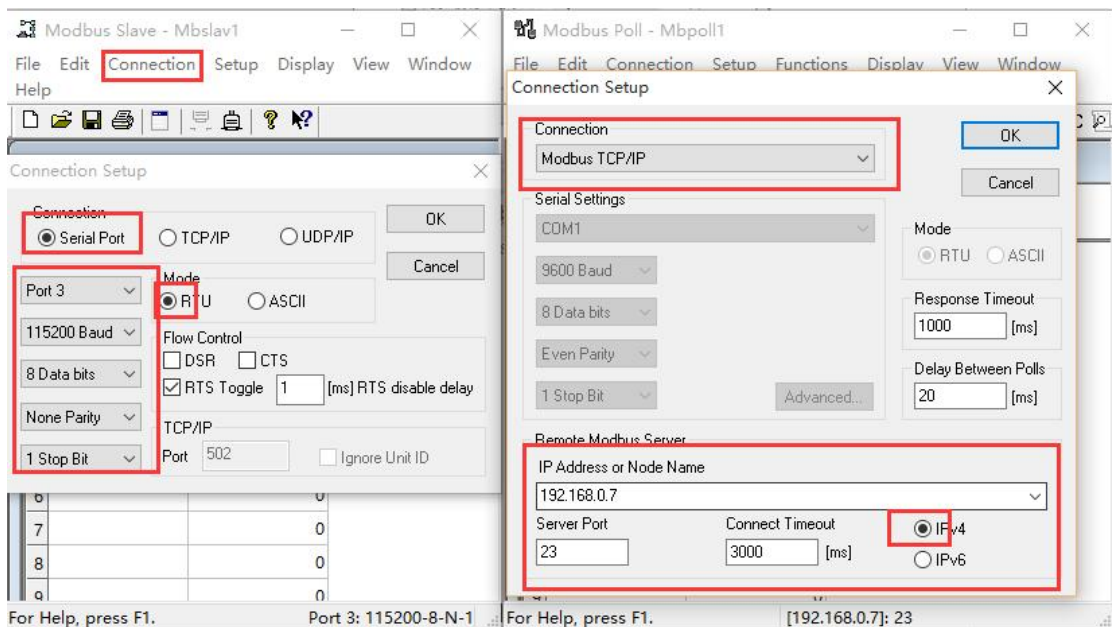 Modbus Slave - Mbslav1
File Edit Connection Setup Display View Window
Help
Connection Setup
Connection
Serial Port TCP/IP UDP/IP
OK
Cancel
Port 3
115200 Baud
8 Data bits
None Parity
1 Stop Bit
Mode
RTU ASCII
Flow Control
DSR CTS
RTS Toggle 1 [ms] RTS disable delay
TCP/IP
Port 502 Ignore Unit ID
6 0
7 0
8 0
9 0
For Help, press F1. Port 3: 115200-8-N-1
Modbus Poll - Mbpoll1
File Edit Connection Setup Functions Display View Window
Connection Setup
Connection
Modbus TCP/IP
OK
Cancel
Serial Settings
COM1
9600 Baud
8 Data bits
Even Parity
1 Stop Bit
Advanced...
Mode
RTU ASCII
Response Timeout
1000 [ms]
Delay Between Polls
20 [ms]
Remote Modbus Server
IP Address or Node Name
192.168.0.7
Server Port Connect Timeout
23 3000 [ms]
IPv4
IPv6
For Help, press F1. [192.168.0.7]: 23